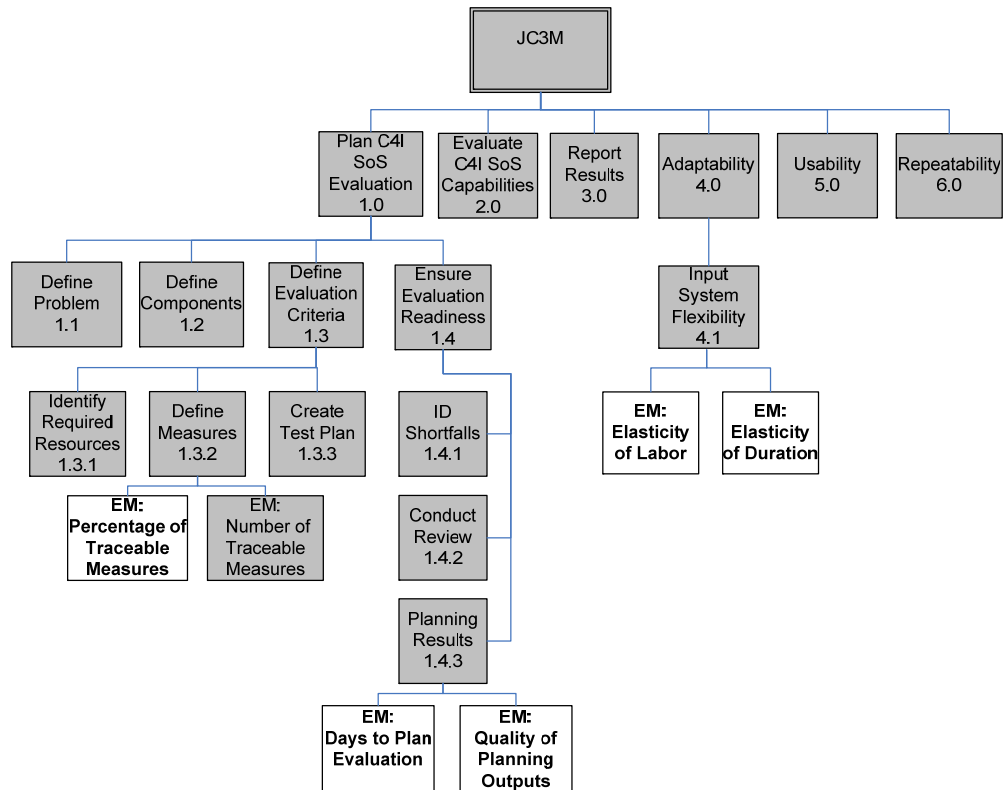 JC3M
Plan C4I
SoS
Evaluation
1.0
Evaluate
C4I SoS
Capabilities
2.0
Report
Results
3.0
Adaptability
4.0
Usability
5.0
Repeatability
6.0
Define
Problem
1.1
Define
Components
1.2
Define
Evaluation
Criteria
1.3
Ensure
Evaluation
Readiness
1.4
Input
System
Flexibility
4.1
Identify
Required
Resources
1.3.1
Define
Measures
1.3.2
Create
Test Plan
1.3.3
ID
Shortfalls
1.4.1
EM:
Elasticity
of Labor
EM:
Elasticity
of Duration
EM:
Percentage of
Traceable
Measures
EM:
Number of
Traceable
Measures
Conduct
Review
1.4.2
Planning
Results
1.4.3
EM:
Days to Plan
Evaluation
EM:
Quality of
Planning
Outputs